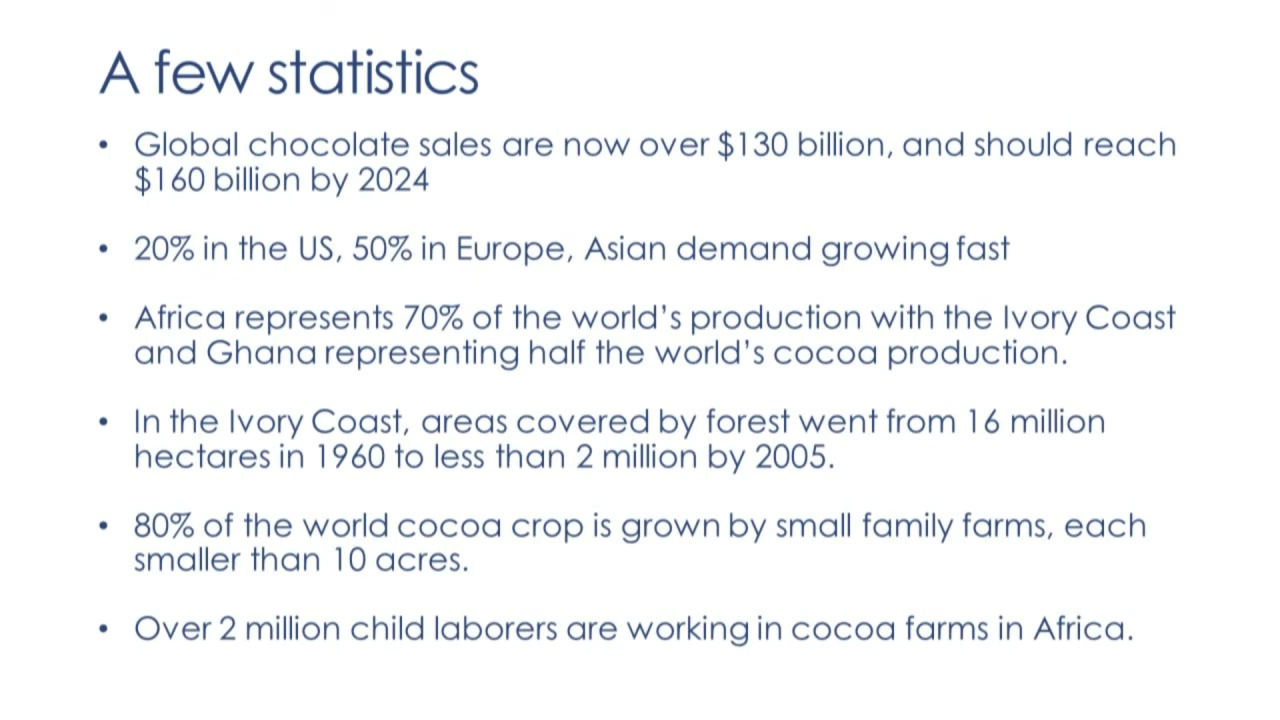 A few statistics
• Global chocolate sales are now over $130 billion, and should reach
$160 billion by 2024
• 20% in the US, 50% in Europe, Asian demand growing fast
• Africa represents 70% of the world's production with the Ivory Coast
and Ghana representing half the world's cocoa production.
• In the Ivory Coast, areas covered by forest went from 16 million
hectares in 1960 to less than 2 million by 2005.
• 80% of the world cocoa crop is grown by small family farms, each
smaller than 10 acres.
• Over 2 million child laborers are working in cocoa farms in Africa.